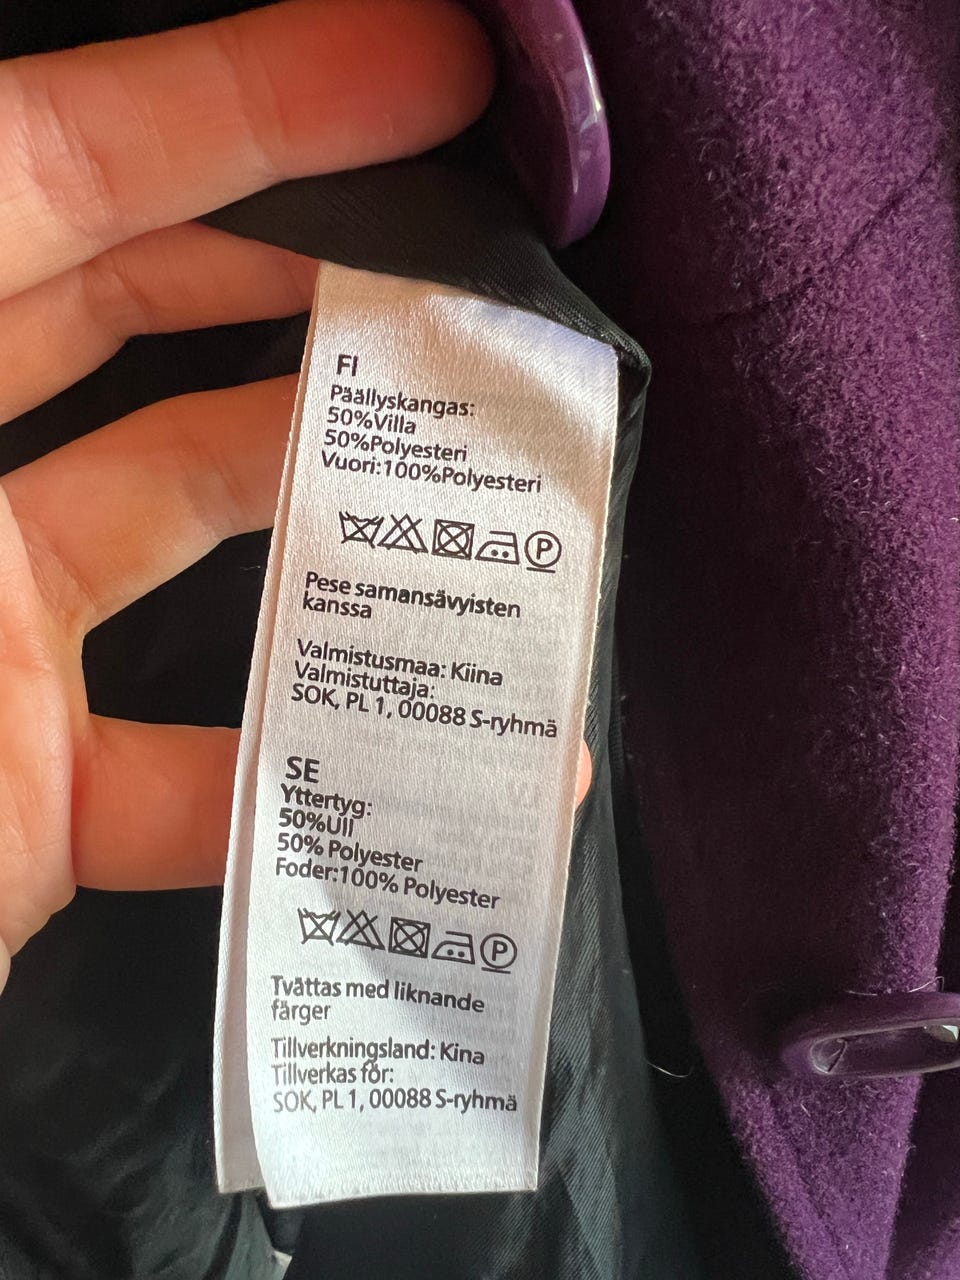 FI
Päällyskangas:
50%Villa
50%Polyesteri
Vuori:100%Polyesteri
P
Pese samansävyisten
kanssa
Valmistusmaa: Kiina
Valmistuttaja:
SOK, PL 1, 00088 S-ryhmä
SE
Yttertyg:
50%Ull
50% Polyester
Foder:100% Polyester
P
Tvättas med liknande
färger
Tillverkningsland: Kina
Tillverkas för:
SOK, PL 1, 00088 S-ryhmä